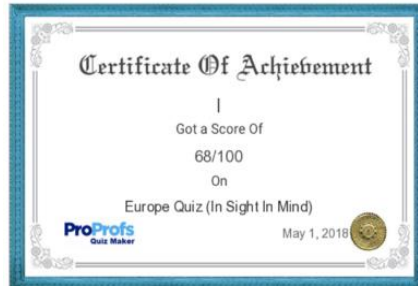 Certificate Of Achievement
I
Got a Score Of
68/100
On
Europe Quiz (In Sight In Mind)
ProProfs
Quiz Maker
May 1, 2018